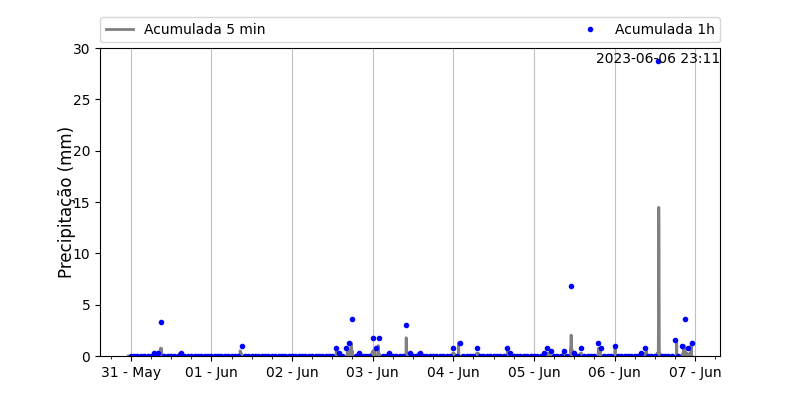 Acumulada 5 min
Acumulada 1h
2023-06-06 23:11
Precipitação (mm)
30
25
20
15
10
5
0
31 - May
01 - Jun
02 - Jun
03 - Jun
04 - Jun
05 - Jun
06 - Jun
07 - Jun